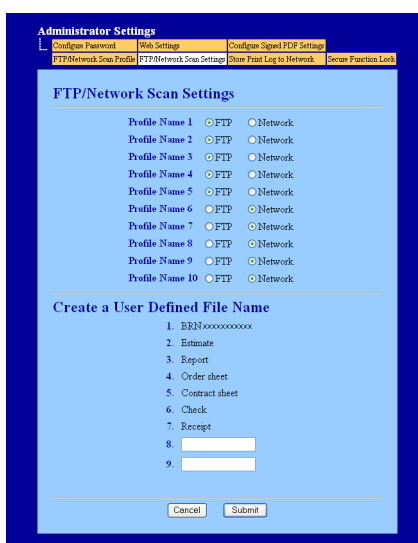 Administrator Settings
Configure Password Web Settings Configure Signed PDF Settings
FTP/Network Scan Profile FTP/Network Scan Settings Store Print Log to Network Secure Function Lock
FTP/Network Scan Settings
Profile Name 1 FTP Network
Profile Name 2 FTP Network
Profile Name 3 FTP Network
Profile Name 4 FTP Network
Profile Name 5 FTP Network
Profile Name 6 FTP Network
Profile Name 7 FTP Network
Profile Name 8 FTP Network
Profile Name 9 FTP Network
Profile Name 10 FTP Network
Create a User Defined File Name
1. BRNxxxxxxxxxx
2. Estimate
3. Report
4. Order sheet
5. Contract sheet
6. Check
7. Receipt
8.
9.
Cancel Submit